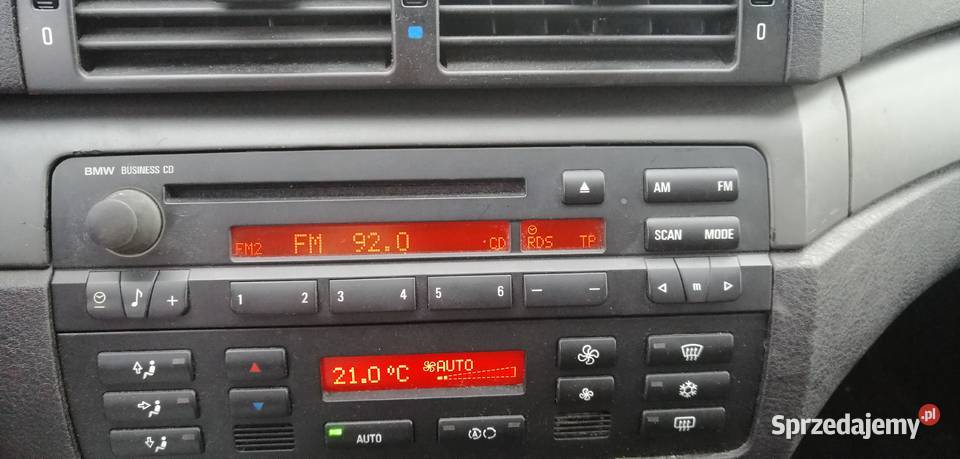 0 0
BMW BUSINESS CD
AM FM
FM2 FM 92.0 ·CD RDS TP
SCAN MODE
1 2 3 4 5 6 — —
+ m
21.0 °C AUTO
AUTO A
Sprzedajemy.pl